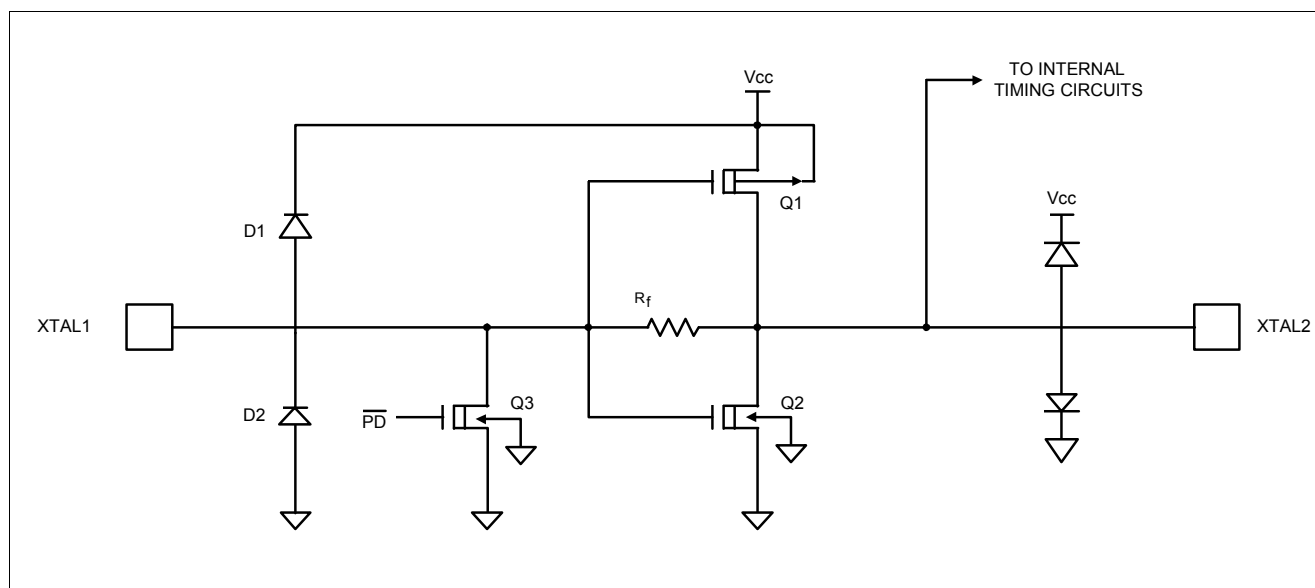 Vcc
TO INTERNAL
TIMING CIRCUITS
Q1
Vcc
D1
Rf
XTAL1
XTAL2
D2
PD
Q3
Q2